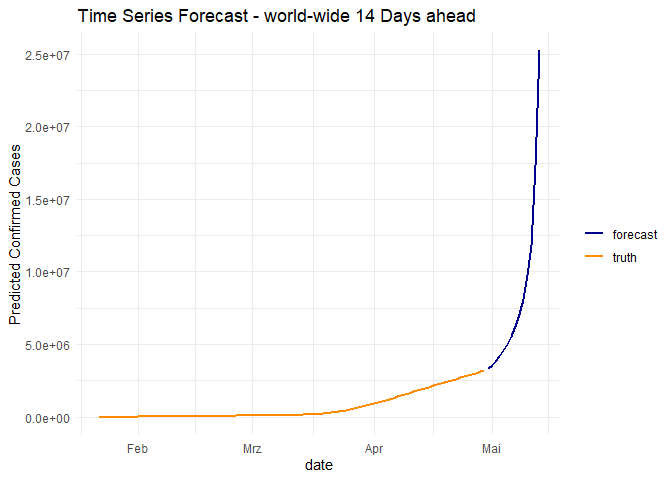 Time Series Forecast - world-wide 14 Days ahead
Predicted Confirmed Cases
2.5e+07
2.0e+07
1.5e+07
1.0e+07
5.0e+06
0.0e+00
Feb
Mrz
Apr
Mai
date
forecast
truth